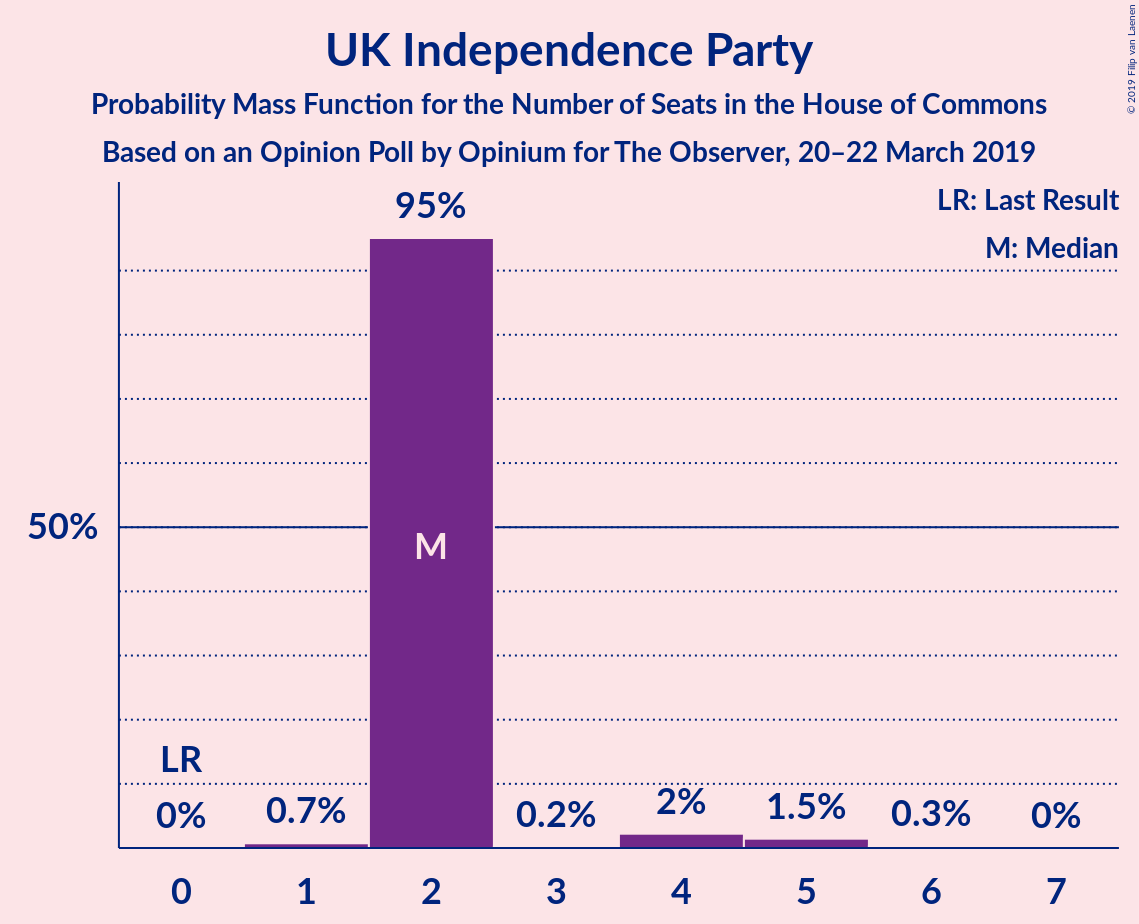 UK Independence Party
Probability Mass Function for the Number of Seats in the House of Commons
Based on an Opinion Poll by Opinium for The Observer, 20–22 March 2019
© 2019 Filip van Laenen
LR: Last Result
M: Median
95%
50%
M
LR
0%
0.7%
0.2%
2%
1.5%
0.3%
0%
0 1 2 3 4 5 6 7